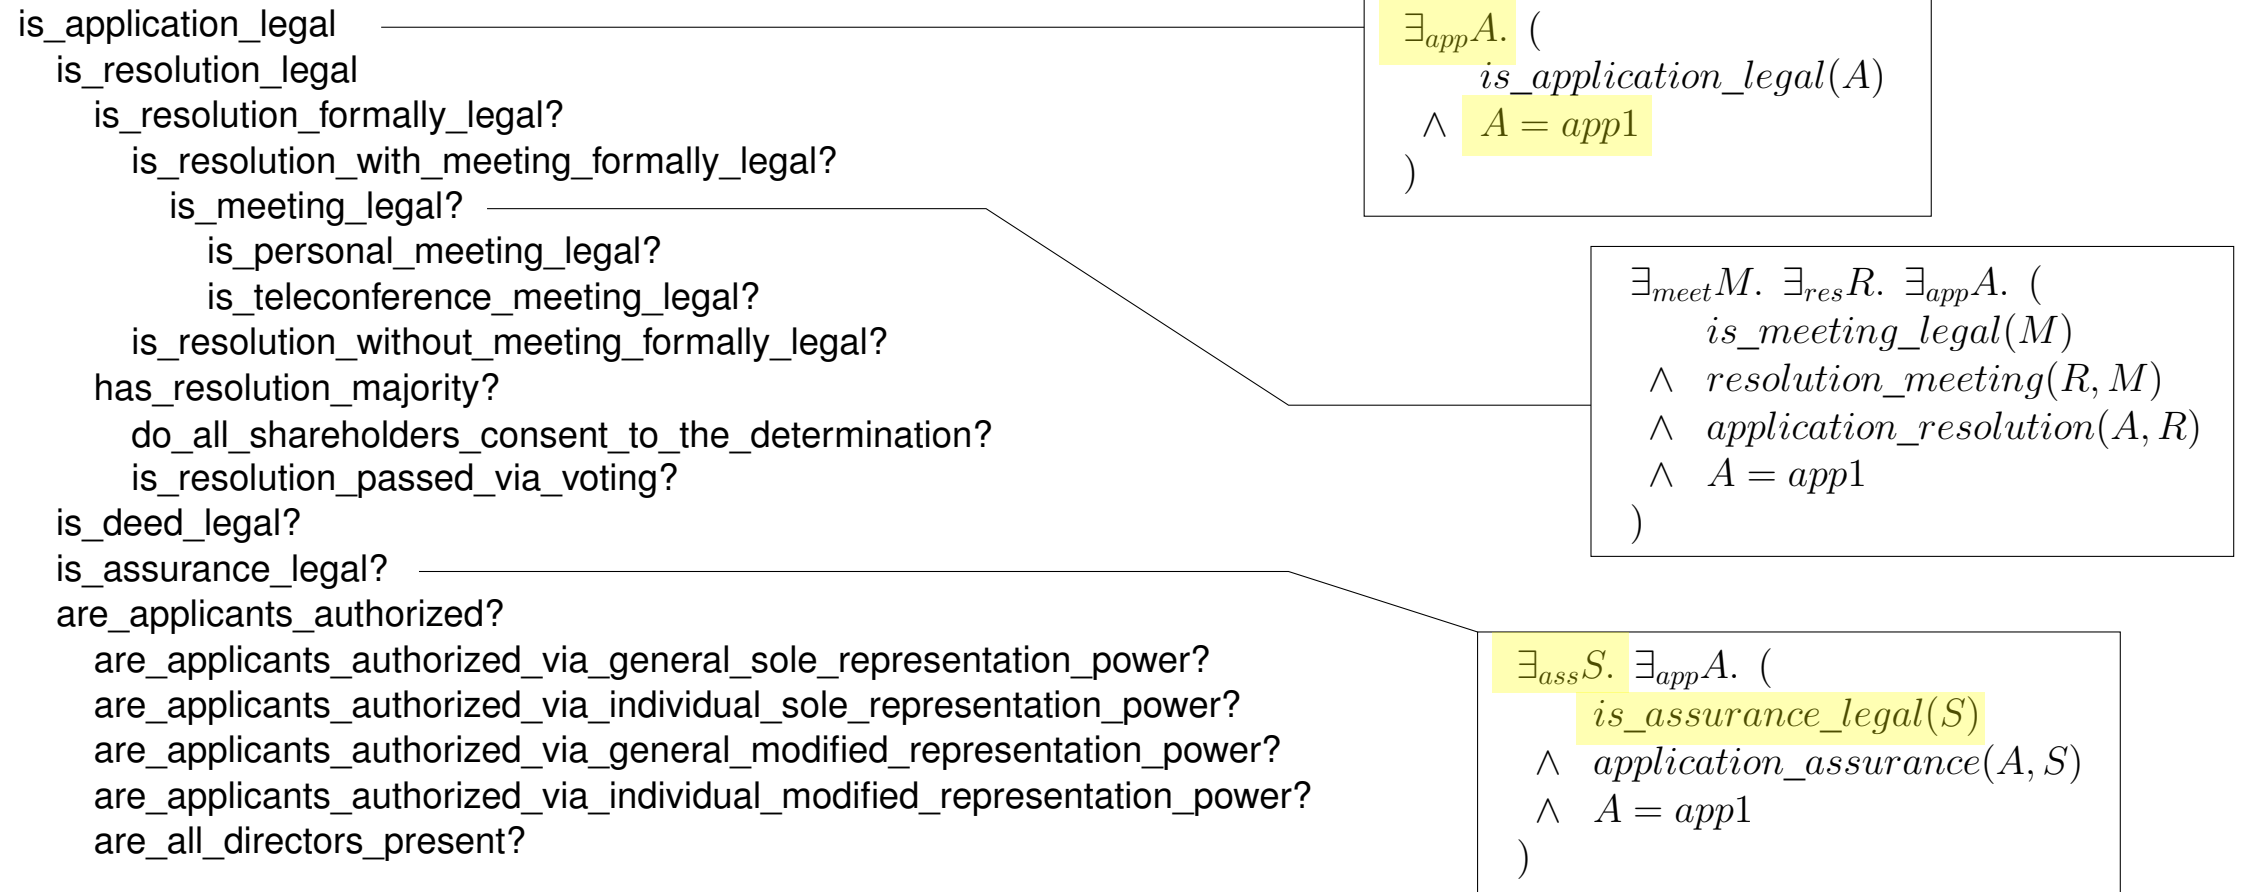 is_application_legal
is_resolution_legal
is_resolution_formally_legal?
is_resolution_with_meeting_formally_legal?
is_meeting_legal?
is_personal_meeting_legal?
is_teleconference_meeting_legal?
is_resolution_without_meeting_formally_legal?
has_resolution_majority?
do_all_shareholders_consent_to_the_determination?
is_resolution_passed_via_voting?
is_deed_legal?
is_assurance_legal?
are_applicants_authorized?
are_applicants_authorized_via_general_sole_representation_power?
are_applicants_authorized_via_individual_sole_representation_power?
are_applicants_authorized_via_general_modified_representation_power?
are_applicants_authorized_via_individual_modified_representation_power?
are_all_directors_present?
∃appA. (
is_application_legal(A)
∧ A = app1
)
∃meetM. ∃resR. ∃appA. (
is_meeting_legal(M)
∧ resolution_meeting(R, M)
∧ application_resolution(A, R)
∧ A = app1
)
∃assS. ∃appA. (
is_assurance_legal(S)
∧ application_assurance(A, S)
∧ A = app1
)